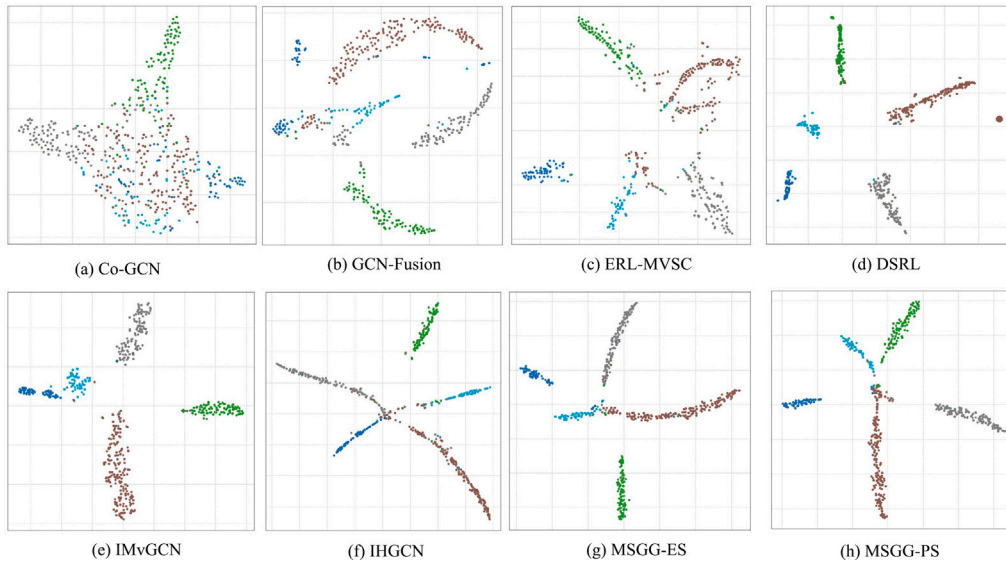 (a) Co-GCN
(b) GCN-Fusion
(c) ERL-MVSC
(d) DSRL
(e) IMvGCN
(f) IHGCN
(g) MSGG-ES
(h) MSGG-PS